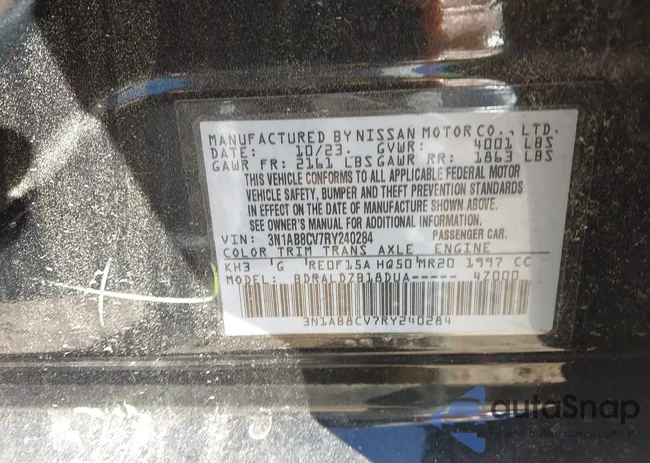 MANUFACTURED BY NISSAN MOTOR CO., LTD.
DATE: 10/23. GVWR: 4001 LBS
GAWR FR: 2161 LBS GAWR RR: 1863 LBS
THIS VEHICLE CONFORMS TO ALL APPLICABLE FEDERAL MOTOR
VEHICLE SAFETY, BUMPER AND THEFT PREVENTION STANDARDS
IN EFFECT ON THE DATE OF MANUFACTURE SHOWN ABOVE.
SEE OWNER'S MANUAL FOR ADDITIONAL INFORMATION.
VIN: 3N1AB8CV7RY240284 PASSENGER CAR.
COLOR TRIM TRANS AXLE ENGINE
KH3 'G 'RE0F15A HQ50'MR20 1997 CC
MODEL: BDRALDZB18DUA----- 47000
3N1AB8CV7RY240284
autoSnap